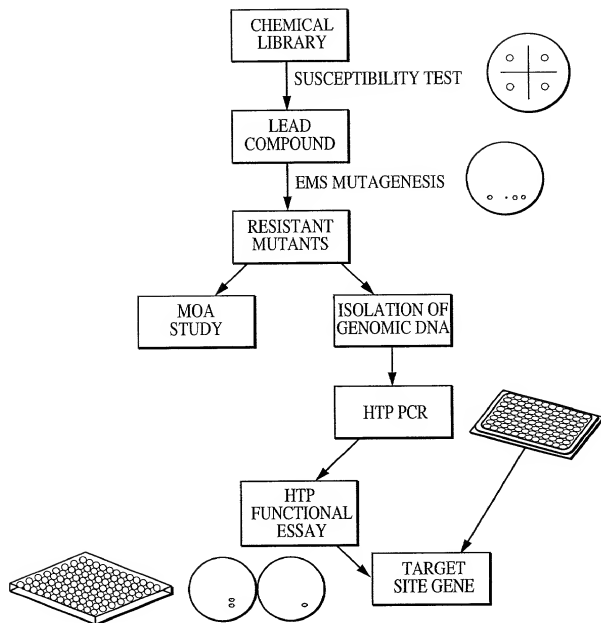 CHEMICAL
LIBRARY
SUSCEPTIBILITY TEST
LEAD
COMPOUND
EMS MUTAGENESIS
RESISTANT
MUTANTS
MOA
STUDY
ISOLATION OF
GENOMIC DNA
HTP PCR
HTP
FUNCTIONAL
ESSAY
TARGET
SITE GENE